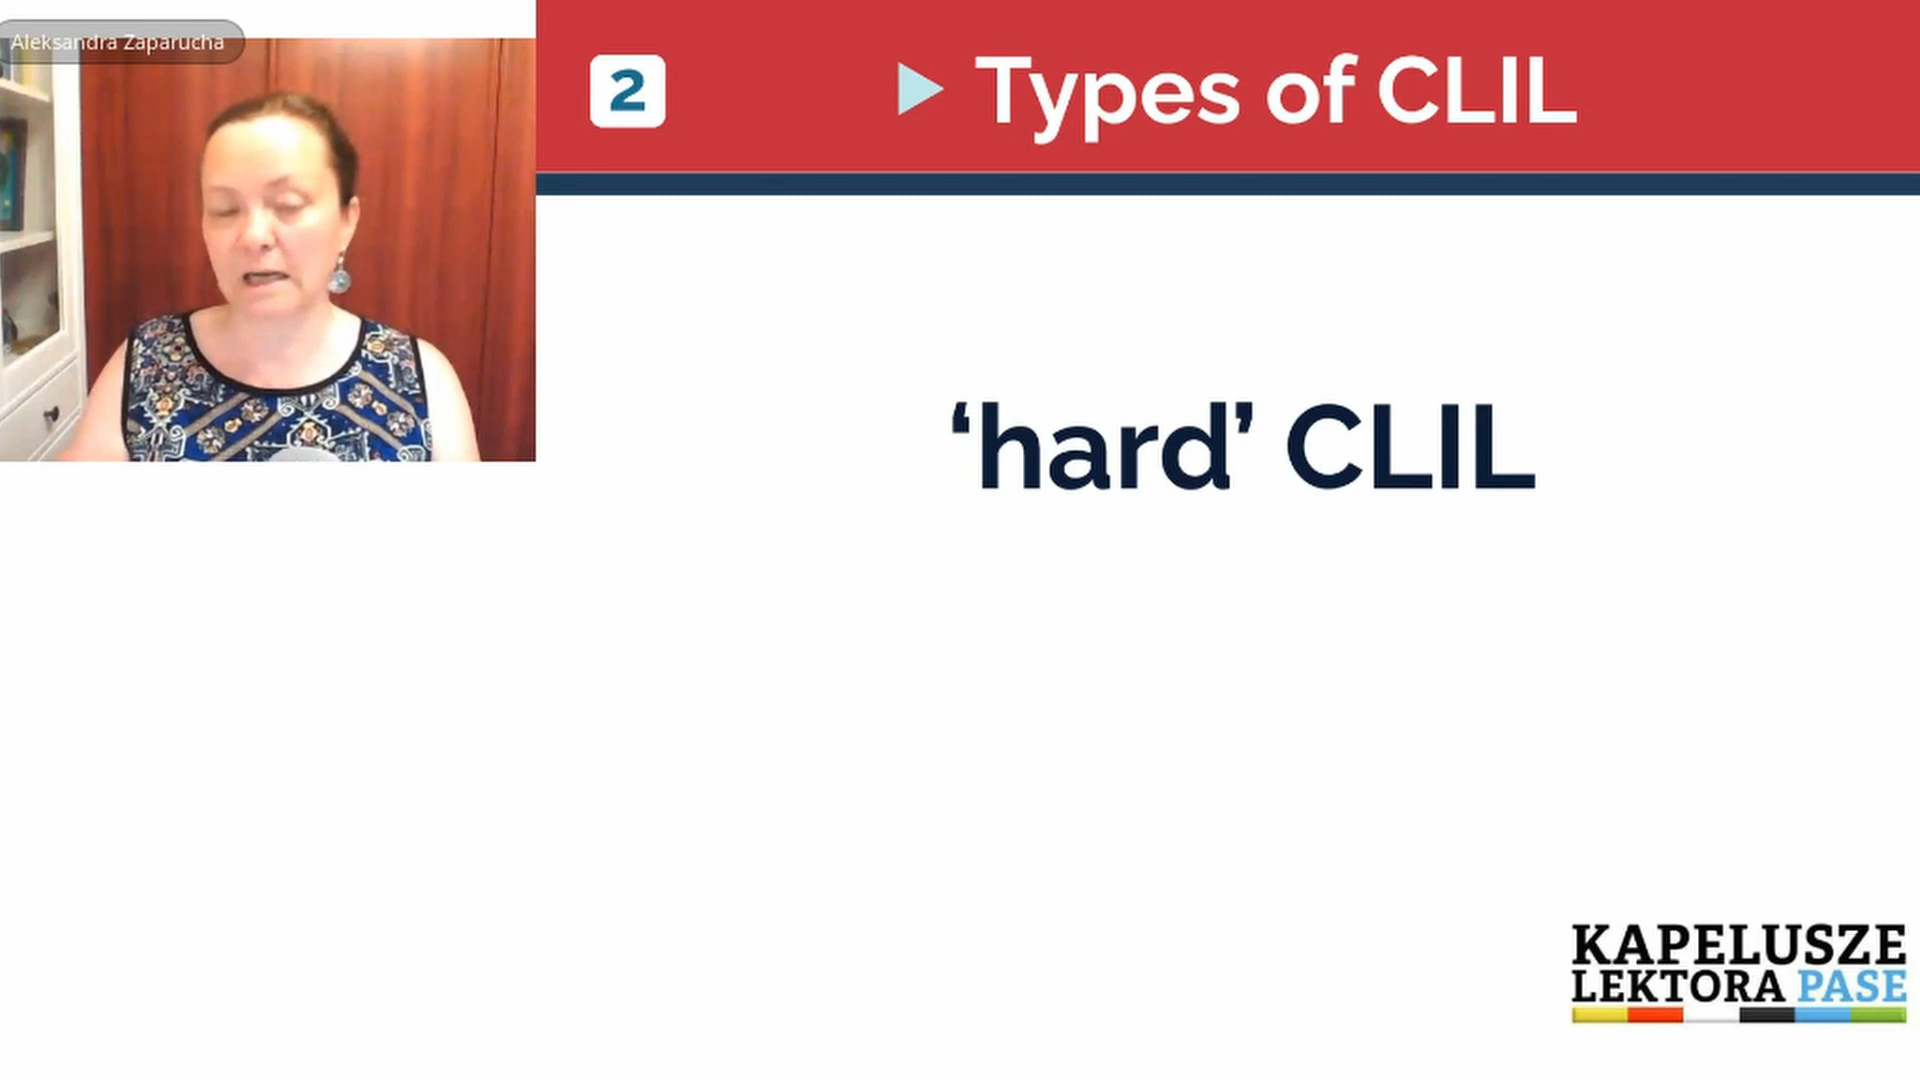 Aleksandra Zaparucha
2
Types of CLIL
‘hard’ CLIL
KAPELUSZE
LEKTORA PASE